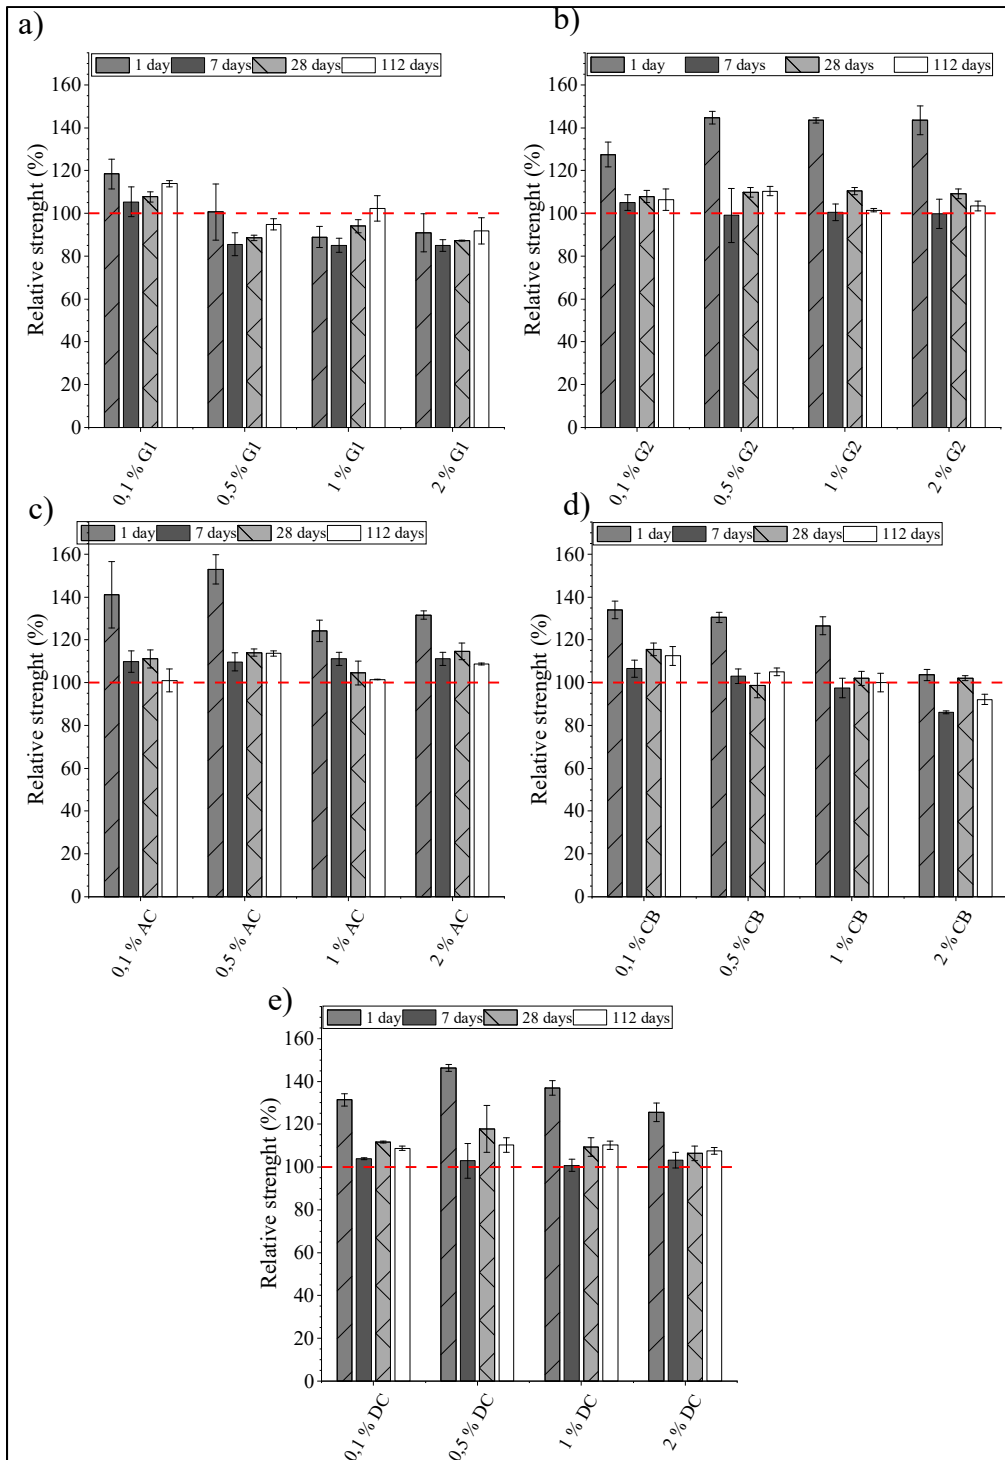 a)
1 day 7 days 28 days 112 days
Relative strenght (%)
160
140
120
100
80
60
40
20
0
0,1 % G1
0,5 % G1
1 % G1
2 % G1
b)
1 day 7 days 28 days 112 days
Relative strenght (%)
160
140
120
100
80
60
40
20
0
0,1 % G2
0,5 % G2
1 % G2
2 % G2
c)
1 day 7 days 28 days 112 days
Relative strenght (%)
160
140
120
100
80
60
40
20
0
0,1 % AC
0,5 % AC
1 % AC
2 % AC
d)
1 day 7 days 28 days 112 days
Relative strenght (%)
160
140
120
100
80
60
40
20
0
0,1 % CB
0,5 % CB
1 % CB
2 % CB
e)
1 day 7 days 28 days 112 days
Relative strenght (%)
160
140
120
100
80
60
40
20
0
0,1 % DC
0,5 % DC
1 % DC
2 % DC